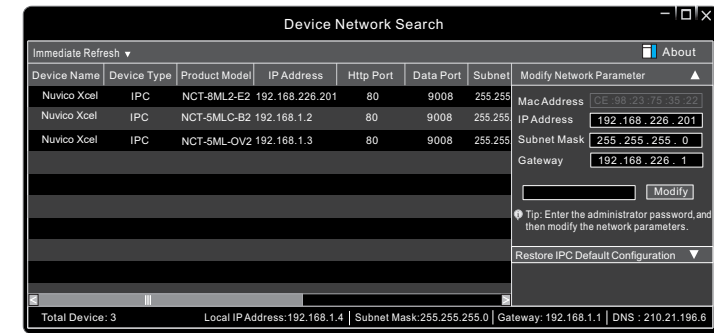 Device Network Search
Immediate Refresh ▼ About
Device Name Device Type Product Model IP Address Http Port Data Port Subnet
Nuvico Xcel IPC NCT-8ML2-E2 192.168.226.201 80 9008 255.255
Nuvico Xcel IPC NCT-5MLC-B2 192.168.1.2 80 9008 255.255.
Nuvico Xcel IPC NCT-5ML-OV2 192.168.1.3 80 9008 255.255
Modify Network Parameter ▲
Mac Address CE:98:23:75:35:22
IP Address 192.168.226.201
Subnet Mask 255.255.255. 0
Gateway 192.168.226. 1
Modify
Tip: Enter the administrator password,and
then modify the network parameters.
Restore IPC Default Configuration ▼
Total Device: 3 Local IP Address:192.168.1.4 Subnet Mask:255.255.255.0 Gateway: 192.168.1.1 DNS : 210.21.196.6